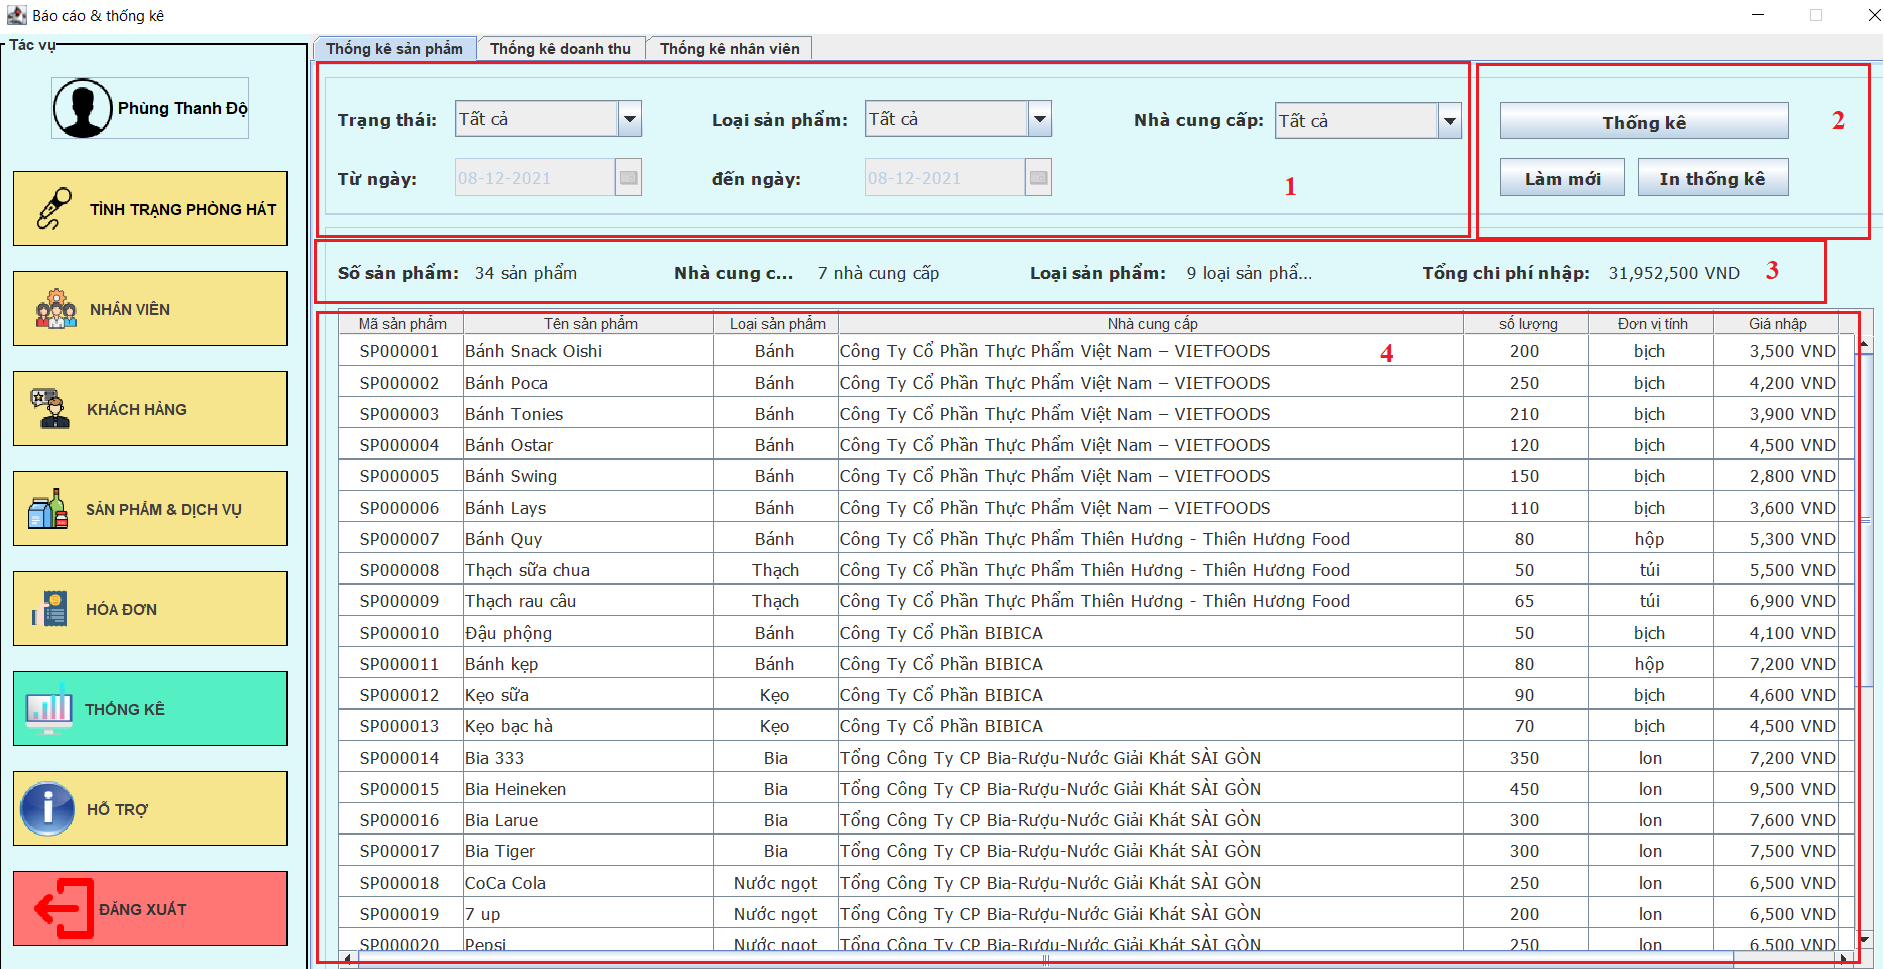 Báo cáo & thống kê
Tác vụ
Phùng Thanh Độ
TÌNH TRẠNG PHÒNG HÁT
NHÂN VIÊN
KHÁCH HÀNG
SẢN PHẨM & DỊCH VỤ
HÓA ĐƠN
THỐNG KÊ
HỖ TRỢ
ĐĂNG XUẤT
Thống kê sản phẩm Thống kê doanh thu Thống kê nhân viên
Trạng thái: Tất cả Loại sản phẩm: Tất cả Nhà cung cấp: Tất cả
Từ ngày: 08-12-2021 đến ngày: 08-12-2021 1
Thống kê 2
Làm mới In thống kê
Số sản phẩm: 34 sản phẩm Nhà cung c... 7 nhà cung cấp Loại sản phẩm: 9 loại sản phẩ... Tổng chi phí nhập: 31,952,500 VND 3
Mã sản phẩm Tên sản phẩm Loại sản phẩm Nhà cung cấp số lượng Đơn vị tính Giá nhập
SP000001 Bánh Snack Oishi Bánh Công Ty Cổ Phần Thực Phẩm Việt Nam – VIETFOODS 4 200 bịch 3,500 VND
SP000002 Bánh Poca Bánh Công Ty Cổ Phần Thực Phẩm Việt Nam – VIETFOODS 250 bịch 4,200 VND
SP000003 Bánh Tonies Bánh Công Ty Cổ Phần Thực Phẩm Việt Nam – VIETFOODS 210 bịch 3,900 VND
SP000004 Bánh Ostar Bánh Công Ty Cổ Phần Thực Phẩm Việt Nam – VIETFOODS 120 bịch 4,500 VND
SP000005 Bánh Swing Bánh Công Ty Cổ Phần Thực Phẩm Việt Nam – VIETFOODS 150 bịch 2,800 VND
SP000006 Bánh Lays Bánh Công Ty Cổ Phần Thực Phẩm Việt Nam – VIETFOODS 110 bịch 3,600 VND
SP000007 Bánh Quy Bánh Công Ty Cổ Phần Thực Phẩm Thiên Hương - Thiên Hương Food 80 hộp 5,300 VND
SP000008 Thạch sữa chua Thạch Công Ty Cổ Phần Thực Phẩm Thiên Hương - Thiên Hương Food 50 túi 5,500 VND
SP000009 Thạch rau câu Thạch Công Ty Cổ Phần Thực Phẩm Thiên Hương - Thiên Hương Food 65 túi 6,900 VND
SP000010 Đậu phộng Bánh Công Ty Cổ Phần BIBICA 50 bịch 4,100 VND
SP000011 Bánh kẹp Bánh Công Ty Cổ Phần BIBICA 80 hộp 7,200 VND
SP000012 Kẹo sữa Kẹo Công Ty Cổ Phần BIBICA 90 bịch 4,600 VND
SP000013 Kẹo bạc hà Kẹo Công Ty Cổ Phần BIBICA 70 bịch 4,500 VND
SP000014 Bia 333 Bia Tổng Công Ty CP Bia-Rượu-Nước Giải Khát SÀI GÒN 350 lon 7,200 VND
SP000015 Bia Heineken Bia Tổng Công Ty CP Bia-Rượu-Nước Giải Khát SÀI GÒN 450 lon 9,500 VND
SP000016 Bia Larue Bia Tổng Công Ty CP Bia-Rượu-Nước Giải Khát SÀI GÒN 300 lon 7,600 VND
SP000017 Bia Tiger Bia Tổng Công Ty CP Bia-Rượu-Nước Giải Khát SÀI GÒN 300 lon 7,500 VND
SP000018 CoCa Cola Nước ngọt Tổng Công Ty CP Bia-Rượu-Nước Giải Khát SÀI GÒN 250 lon 6,500 VND
SP000019 7 up Nước ngọt Tổng Công Ty CP Bia-Rượu-Nước Giải Khát SÀI GÒN 200 lon 6,500 VND
SP000020 Pepsi Nước ngọt Tổng Công Ty CP Bia-Rượu-Nước Giải Khát SÀI GÒN 250 lon 6,500 VND